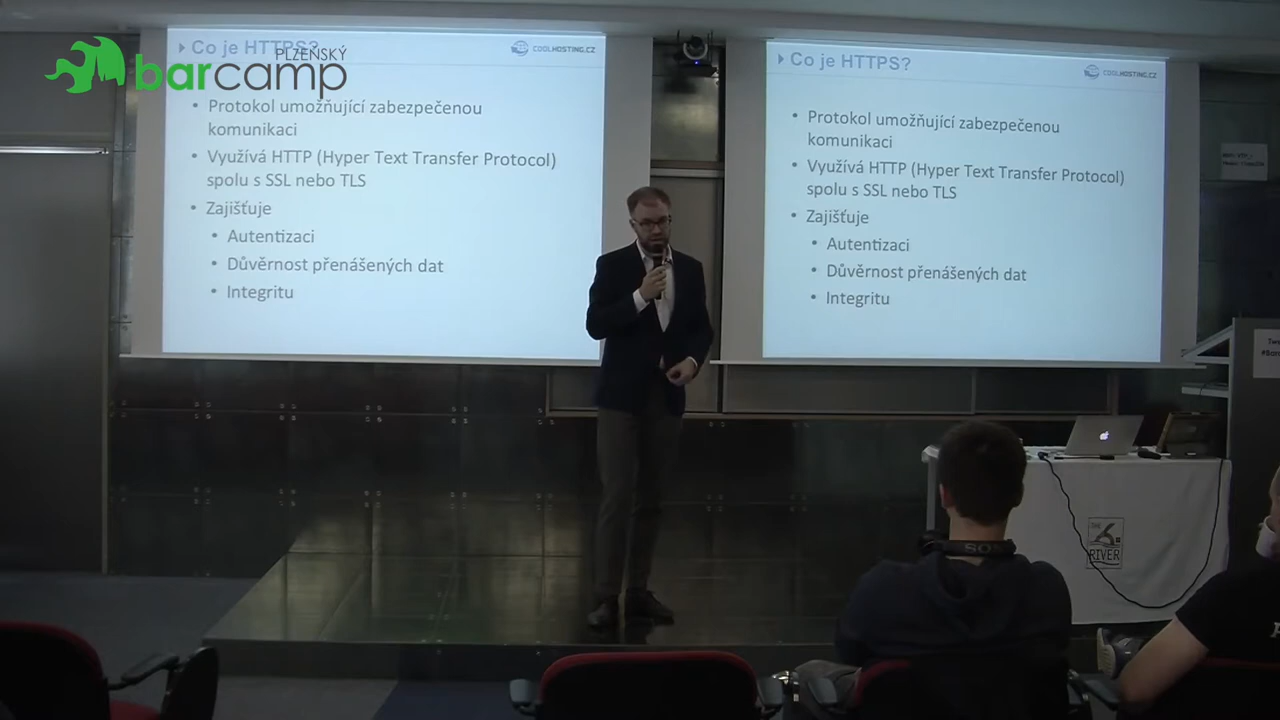 PLZEŇSKÝ
barcamp
Co je HTTPS?
COOLHOSTING.CZ
Protokol umožňující zabezpečenou
komunikaci
Využívá HTTP (Hyper Text Transfer Protocol)
spolu s SSL nebo TLS
Zajišťuje
Autentizaci
Důvěrnost přenášených dat
Integritu
Co je HTTPS?
COOLHOSTING.CZ
Protokol umožňující zabezpečenou
komunikaci
Využívá HTTP (Hyper Text Transfer Protocol)
spolu s SSL nebo TLS
Zajišťuje
Autentizaci
Důvěrnost přenášených dat
Integritu
THE
RIVER